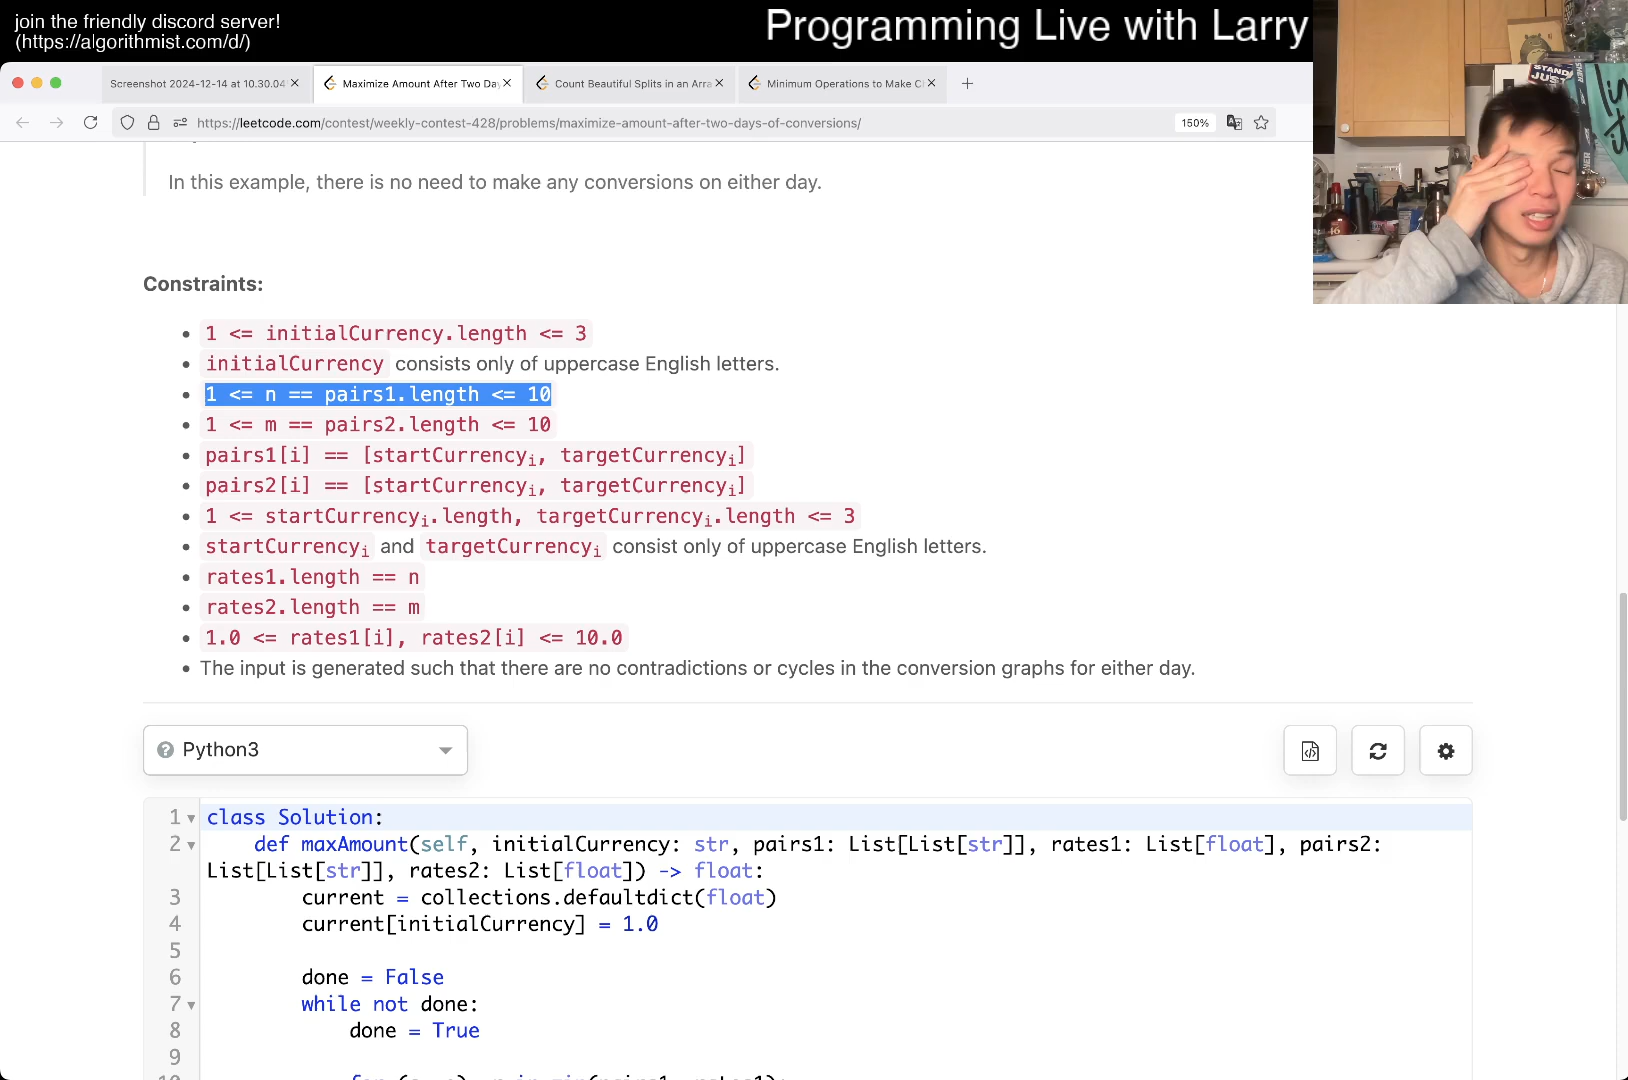 join the friendly discord server!
(https://algorithmist.com/d/)
Programming Live with Larry
Screenshot 2024-12-14 at 10.30.04
Maximize Amount After Two Da
Count Beautiful Splits in an Arra
Minimum Operations to Make C
https://leetcode.com/contest/weekly-contest-428/problems/maximize-amount-after-two-days-of-conversions/
150%
In this example, there is no need to make any conversions on either day.
Constraints:
1 <= initialCurrency.length <= 3
initialCurrency consists only of uppercase English letters.
1 <= n == pairs1.length <= 10
1 <= m == pairs2.length <= 10
pairs1[i] == [startCurrencyi, targetCurrencyi]
pairs2[i] == [startCurrencyi, targetCurrencyi]
1 <= startCurrencyi.length, targetCurrencyi.length <= 3
startCurrencyi and targetCurrencyi consist only of uppercase English letters.
rates1.length == n
rates2.length == m
1.0 <= rates1[i], rates2[i] <= 10.0
The input is generated such that there are no contradictions or cycles in the conversion graphs for either day.
Python3
1 class Solution:
2 def maxAmount(self, initialCurrency: str, pairs1: List[List[str]], rates1: List[float], pairs2:
List[List[str]], rates2: List[float]) -> float:
3 current = collections.defaultdict(float)
4 current[initialCurrency] = 1.0
5
6 done = False
7 while not done:
8 done = True
9